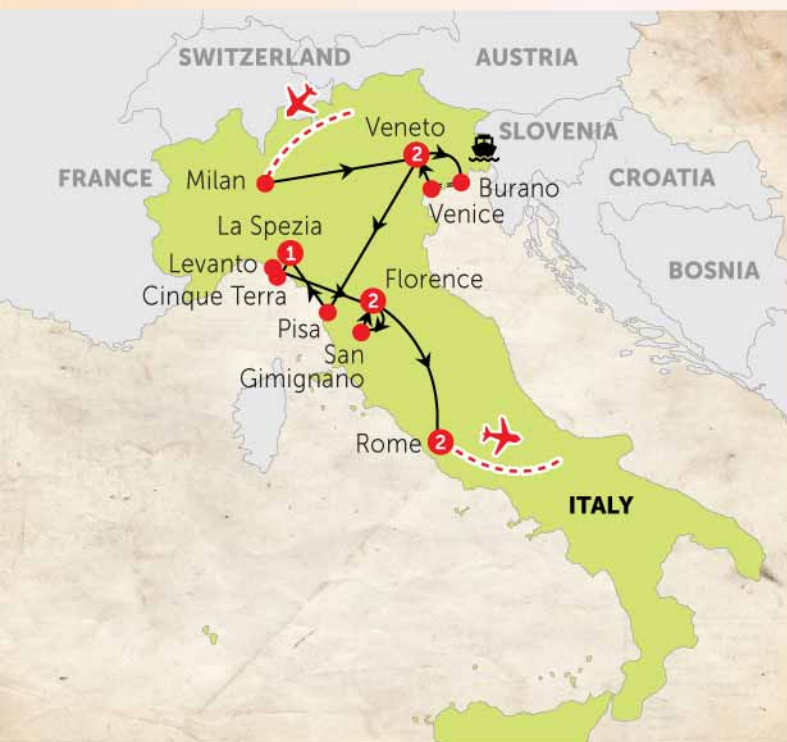 SWITZERLAND
AUSTRIA
Veneto
2
SLOVENIA
FRANCE
Milan
Burano
CROATIA
Venice
La Spezia
1
Levanto
BOSNIA
Florence
Cinque Terra
2
Pisa
San
Gimignano
Rome
2
ITALY